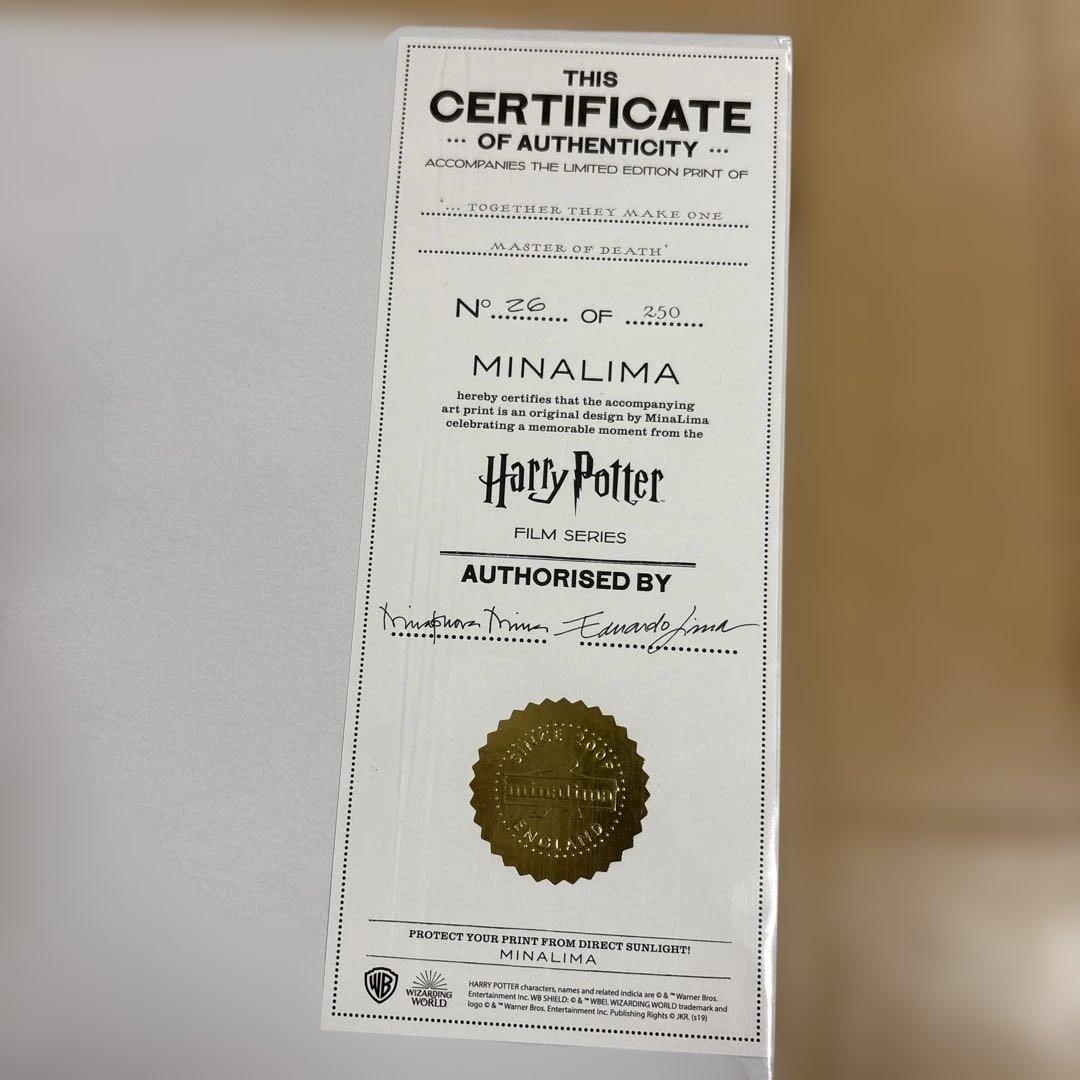 THIS
CERTIFICATE
··· OF AUTHENTICITY ···
ACCOMPANIES THE LIMITED EDITION PRINT OF
'... TOGETHER THEY MAKE ONE
MASTER OF DEATH'
Nº 26 OF 250
MINALIMA
hereby certifies that the accompanying
art print is an original design by MinaLima
celebrating a memorable moment from the
Harry Potter
FILM SERIES
AUTHORISED BY
Eduardo Lima
SINCE
minalima
ENGLAND
PROTECT YOUR PRINT FROM DIRECT SUNLIGHT!
MINALIMA
WB
WIZARDING
WORLD
HARRY POTTER characters, names and related indicia are © & ™ Warner Bros.
Entertainment Inc. WB SHIELD: © & ™ WBEI. WIZARDING WORLD trademark and
logo © & ™ Warner Bros. Entertainment Inc. Publishing Rights © JKR. (s19)